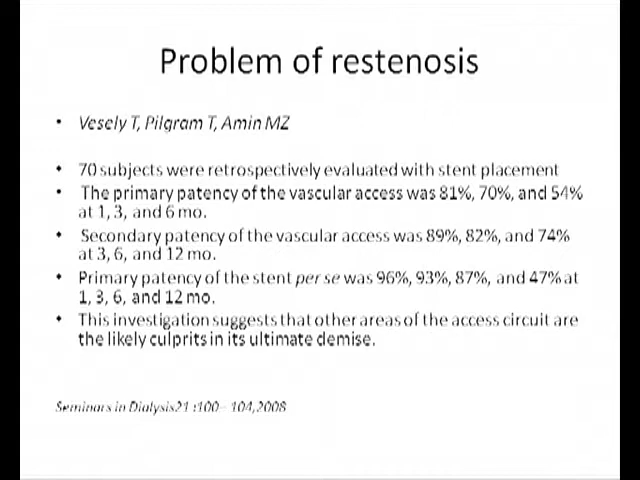 Problem of restenosis
• Vesely T, Pilgram T, Amin MZ
• 70 subjects were retrospectively evaluated with stent placement
• The primary patency of the vascular access was 81%, 70%, and 54%
at 1, 3, and 6 mo.
• Secondary patency of the vascular access was 89%, 82%, and 74%
at 3, 6, and 12 mo.
• Primary patency of the stent per se was 96%, 93%, 87%, and 47% at
1, 3, 6, and 12 mo.
• This investigation suggests that other areas of the access circuit are
the likely culprits in its ultimate demise.
Seminars in Dialysis21 :100– 104,2008